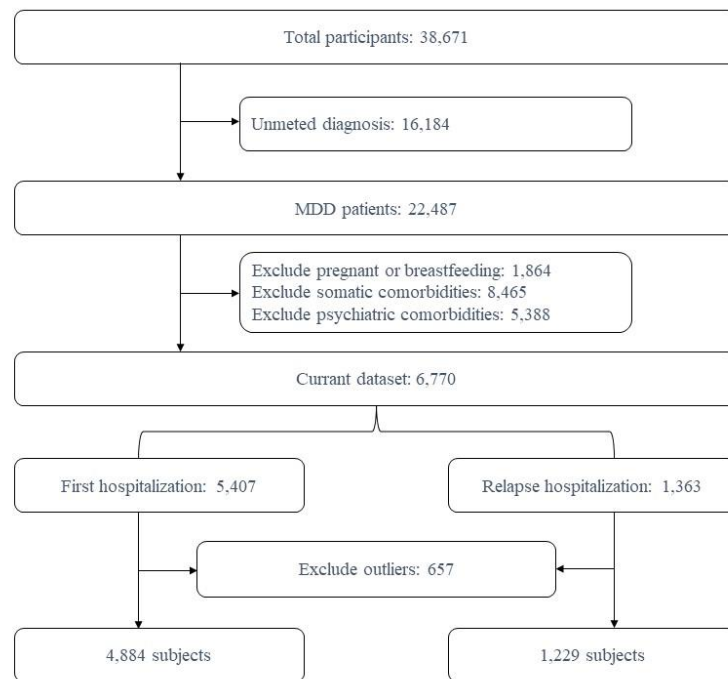 Total participants: 38,671
Unmeted diagnosis: 16,184
MDD patients: 22,487
Exclude pregnant or breastfeeding: 1,864
Exclude somatic comorbidities: 8,465
Exclude psychiatric comorbidities: 5,388
Currant dataset: 6,770
First hospitalization: 5,407
Relapse hospitalization: 1,363
Exclude outliers: 657
4,884 subjects
1,229 subjects